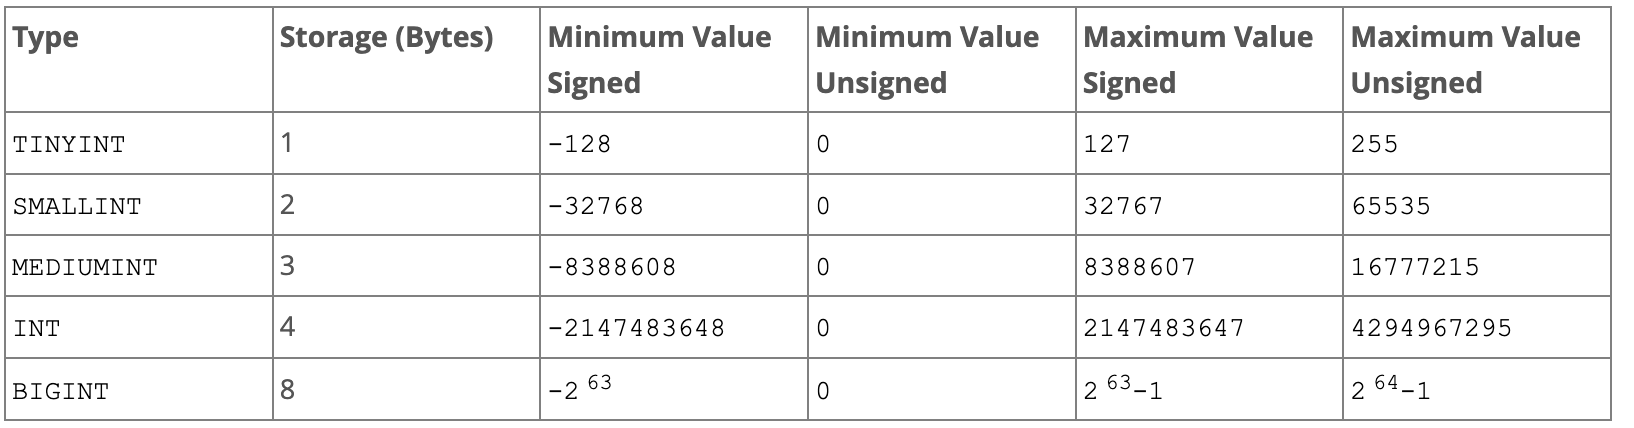 Type Storage (Bytes) Minimum Value Signed Minimum Value Unsigned Maximum Value Signed Maximum Value Unsigned
TINYINT 1 -128 0 127 255
SMALLINT 2 -32768 0 32767 65535
MEDIUMINT 3 -8388608 0 8388607 16777215
INT 4 -2147483648 0 2147483647 4294967295
BIGINT 8 -2 63 0 2 63-1 2 64-1